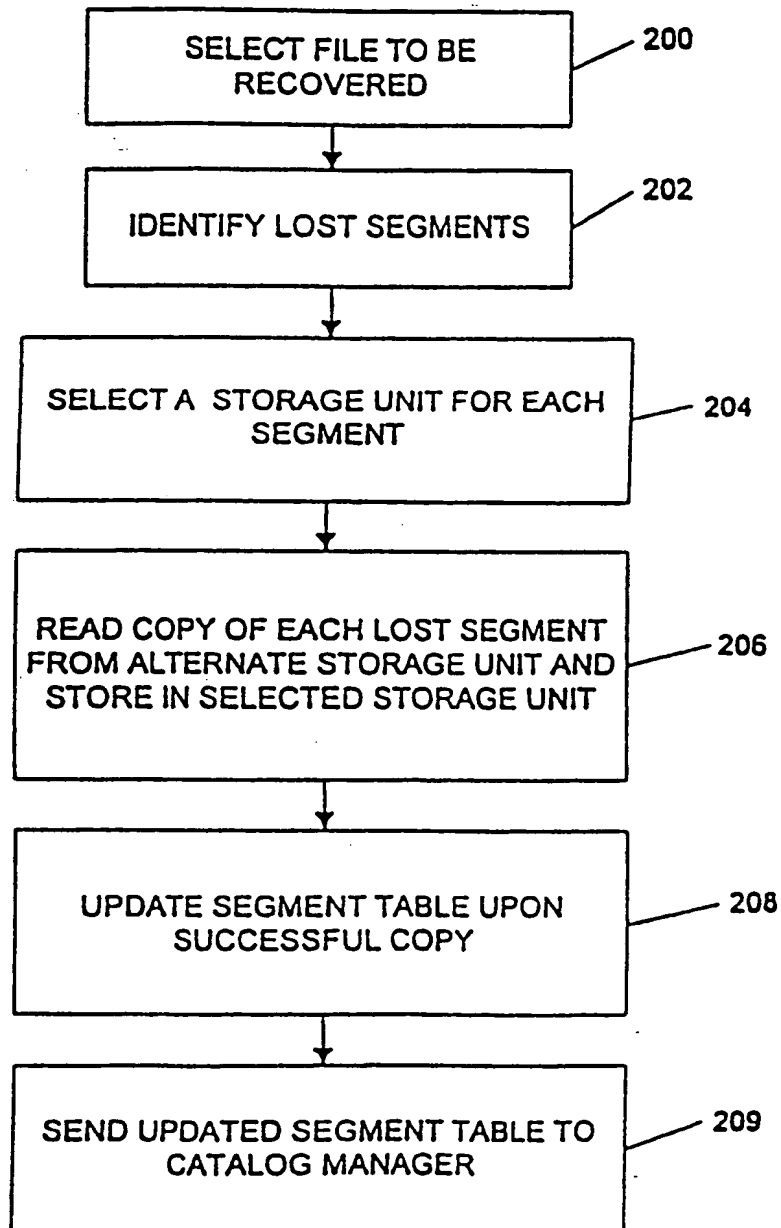 SELECT FILE TO BE
RECOVERED
200
IDENTIFY LOST SEGMENTS
202
SELECT A STORAGE UNIT FOR EACH
SEGMENT
204
READ COPY OF EACH LOST SEGMENT
FROM ALTERNATE STORAGE UNIT AND
STORE IN SELECTED STORAGE UNIT
206
UPDATE SEGMENT TABLE UPON
SUCCESSFUL COPY
208
SEND UPDATED SEGMENT TABLE TO
CATALOG MANAGER
209